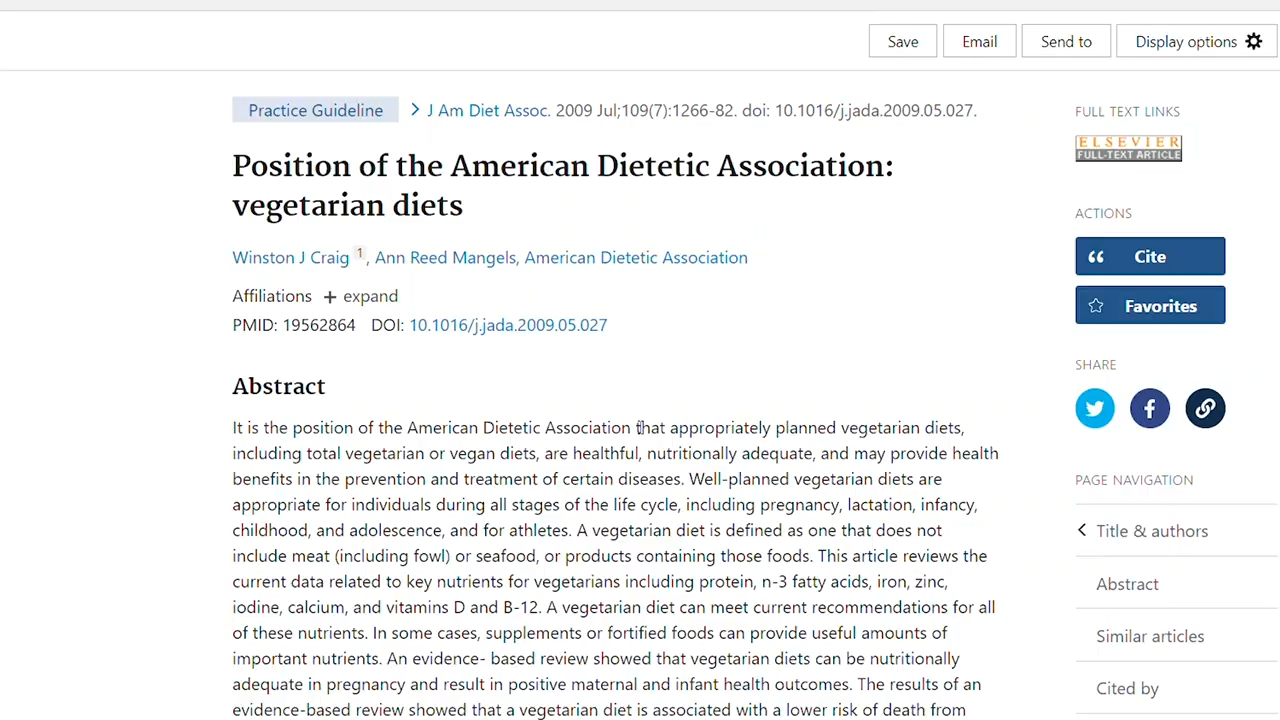 Save Email Send to Display options
Practice Guideline J Am Diet Assoc. 2009 Jul;109(7):1266-82. doi: 10.1016/j.jada.2009.05.027.
Position of the American Dietetic Association:
vegetarian diets
Winston J Craig 1, Ann Reed Mangels, American Dietetic Association
Affiliations + expand
PMID: 19562864 DOI: 10.1016/j.jada.2009.05.027
Abstract
It is the position of the American Dietetic Association that appropriately planned vegetarian diets,
including total vegetarian or vegan diets, are healthful, nutritionally adequate, and may provide health
benefits in the prevention and treatment of certain diseases. Well-planned vegetarian diets are
appropriate for individuals during all stages of the life cycle, including pregnancy, lactation, infancy,
childhood, and adolescence, and for athletes. A vegetarian diet is defined as one that does not
include meat (including fowl) or seafood, or products containing those foods. This article reviews the
current data related to key nutrients for vegetarians including protein, n-3 fatty acids, iron, zinc,
iodine, calcium, and vitamins D and B-12. A vegetarian diet can meet current recommendations for all
of these nutrients. In some cases, supplements or fortified foods can provide useful amounts of
important nutrients. An evidence- based review showed that vegetarian diets can be nutritionally
adequate in pregnancy and result in positive maternal and infant health outcomes. The results of an
evidence-based review showed that a vegetarian diet is associated with a lower risk of death from
FULL TEXT LINKS
ELSEVIER
FULL-TEXT ARTICLE
ACTIONS
Cite
Favorites
SHARE
PAGE NAVIGATION
Title & authors
Abstract
Similar articles
Cited by